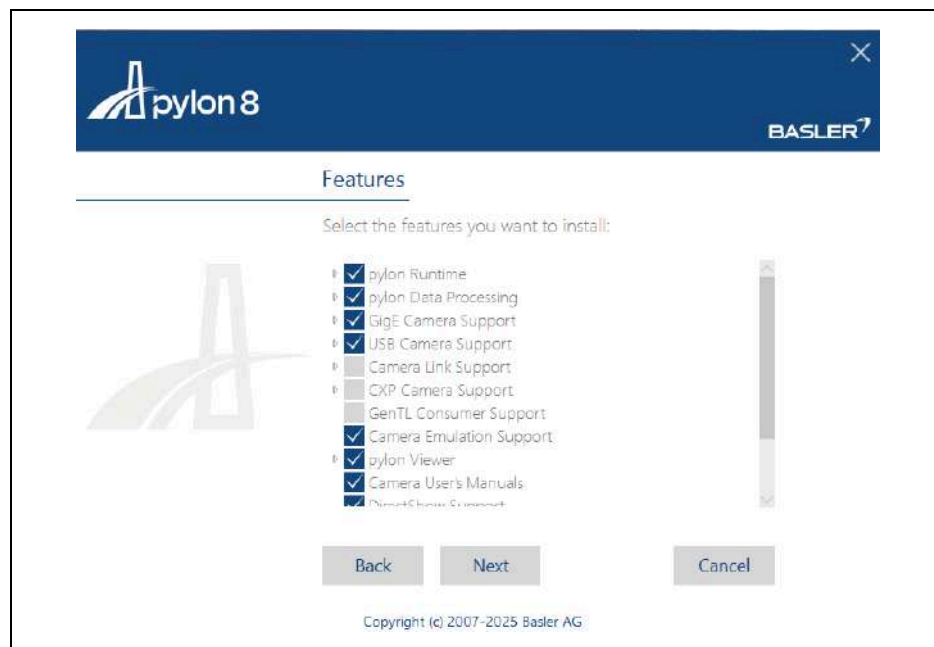 pylon 8
BASLER
Features
Select the features you want to install:
pylon Runtime
pylon Data Processing
GigE Camera Support
USB Camera Support
Camera Link Support
CXP Camera Support
GenTL Consumer Support
Camera Emulation Support
pylon Viewer
Camera User's Manuals
DirectShow Support
Back Next Cancel
Copyright (c) 2007-2025 Basler AG